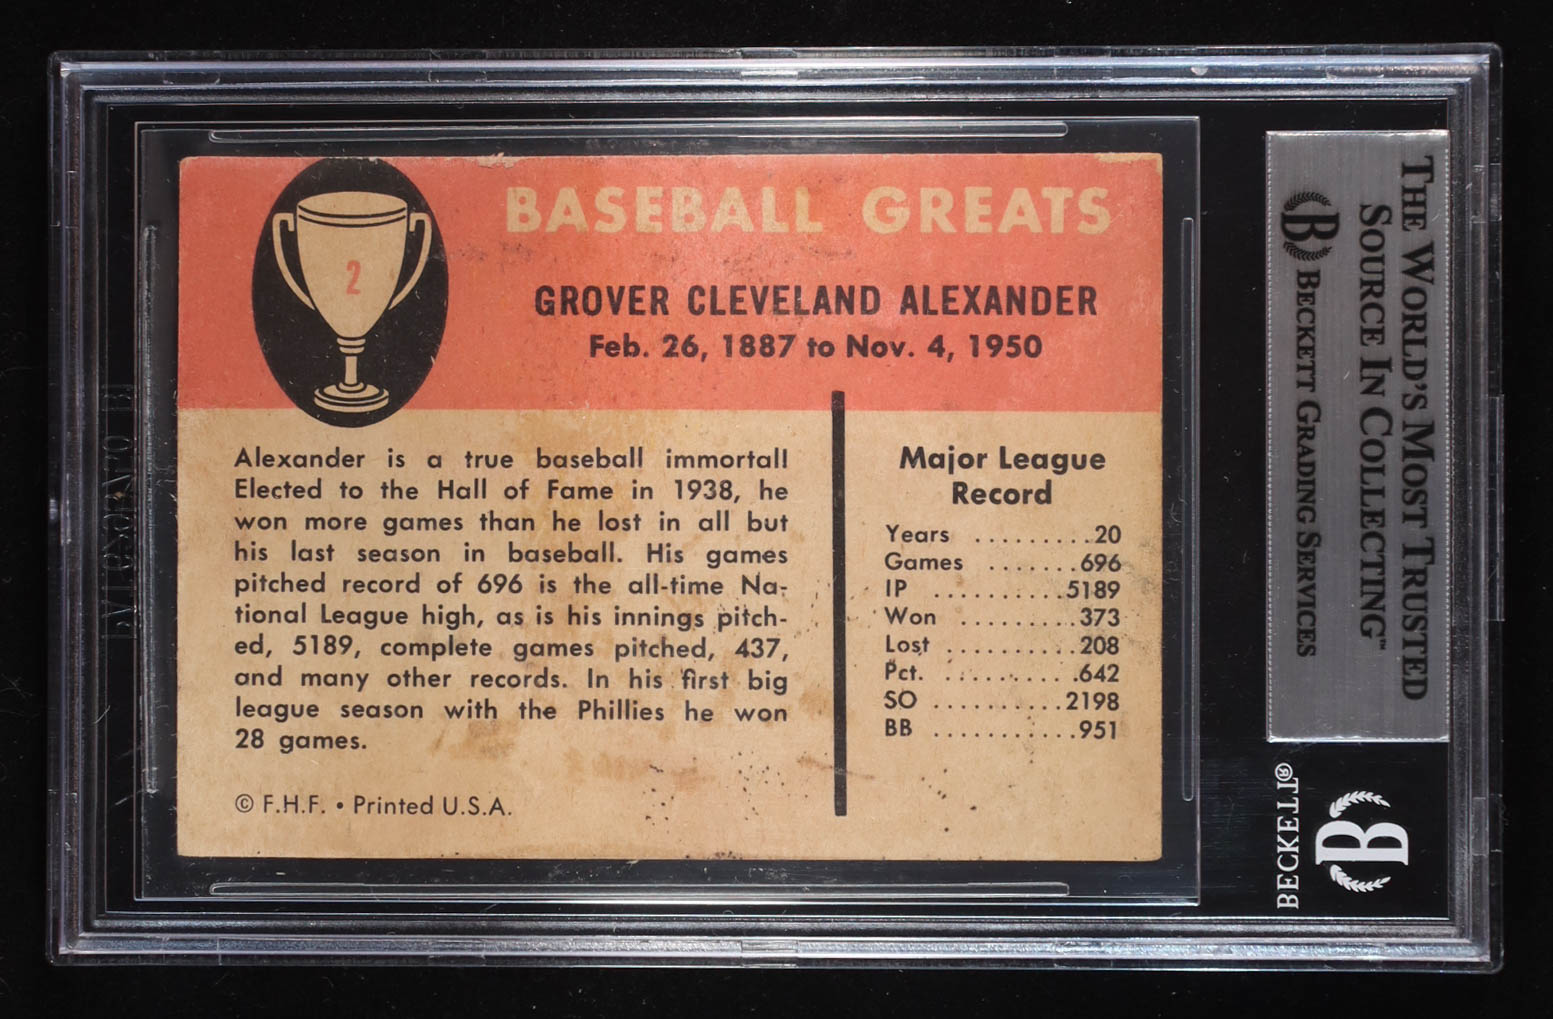 BASEBALL GREATS
2
GROVER CLEVELAND ALEXANDER
Feb. 26, 1887 to Nov. 4, 1950
Alexander is a true baseball immortall
Elected to the Hall of Fame in 1938, he
won more games than he lost in all but
his last season in baseball. His games
pitched record of 696 is the all-time Na-
tional League high, as is his innings pitch-
ed, 5189, complete games pitched, 437,
and many other records. In his first big
league season with the Phillies he won
28 games.
© F.H.F. • Printed U.S.A.
Major League
Record
Years .........20
Games .......696
IP ..........5189
Won .........373
Lost ..........208
Pct. ..........642
SO ..........2198
BB ...........951
THE WORLD'S MOST TRUSTED
SOURCE IN COLLECTING™
B BECKETT GRADING SERVICES
BECKETT®
B